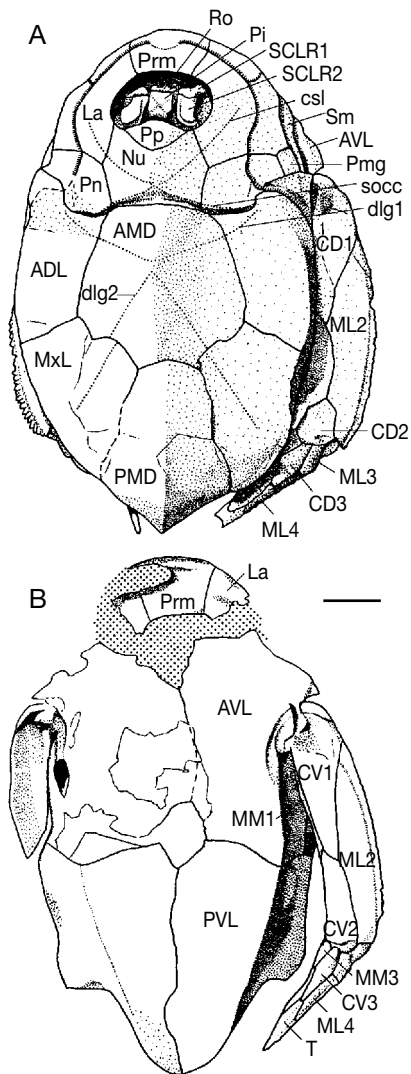 A
Ro
Pi
Prm
SCLR1
SCLR2
csl
La
Sm
AVL
Pp
Nu
Pmg
Pn
socc
dlg1
AMD
CD1
ADL
dlg2
ML2
MxL
CD2
ML3
PMD
CD3
ML4
B
La
Prm
AVL
CV1
MM1
ML2
PVL
CV2
MM3
CV3
ML4
T